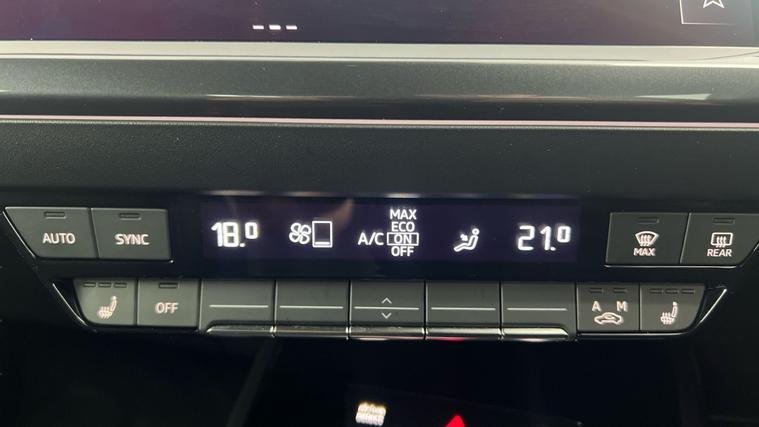 AUTO
SYNC
18.0
A/C
MAX
ECO
ON
OFF
21.0
MAX
REAR
OFF
A M